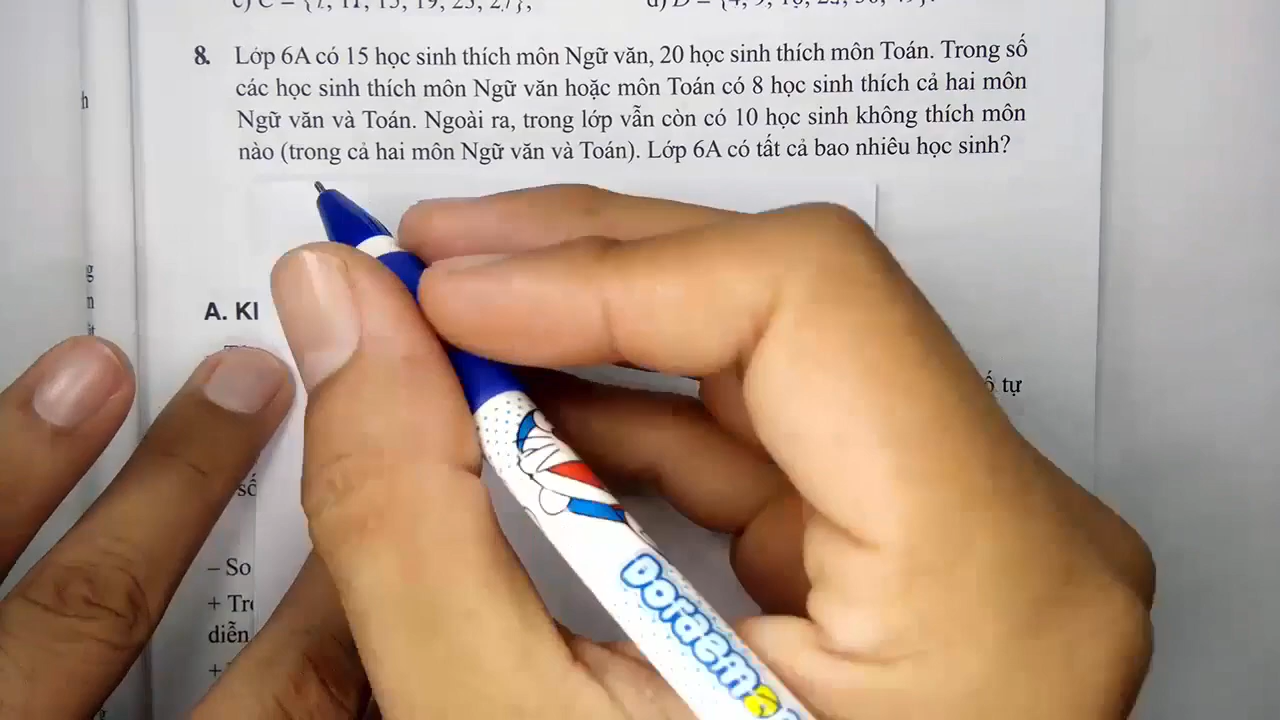 8. Lớp 6A có 15 học sinh thích môn Ngữ văn, 20 học sinh thích môn Toán. Trong số
các học sinh thích môn Ngữ văn hoặc môn Toán có 8 học sinh thích cả hai môn
Ngữ văn và Toán. Ngoài ra, trong lớp vẫn còn có 10 học sinh không thích môn
nào (trong cả hai môn Ngữ văn và Toán). Lớp 6A có tất cả bao nhiêu học sinh?
h
g
n
A.
tự
số
– So
+
diễn
+
Doraemon